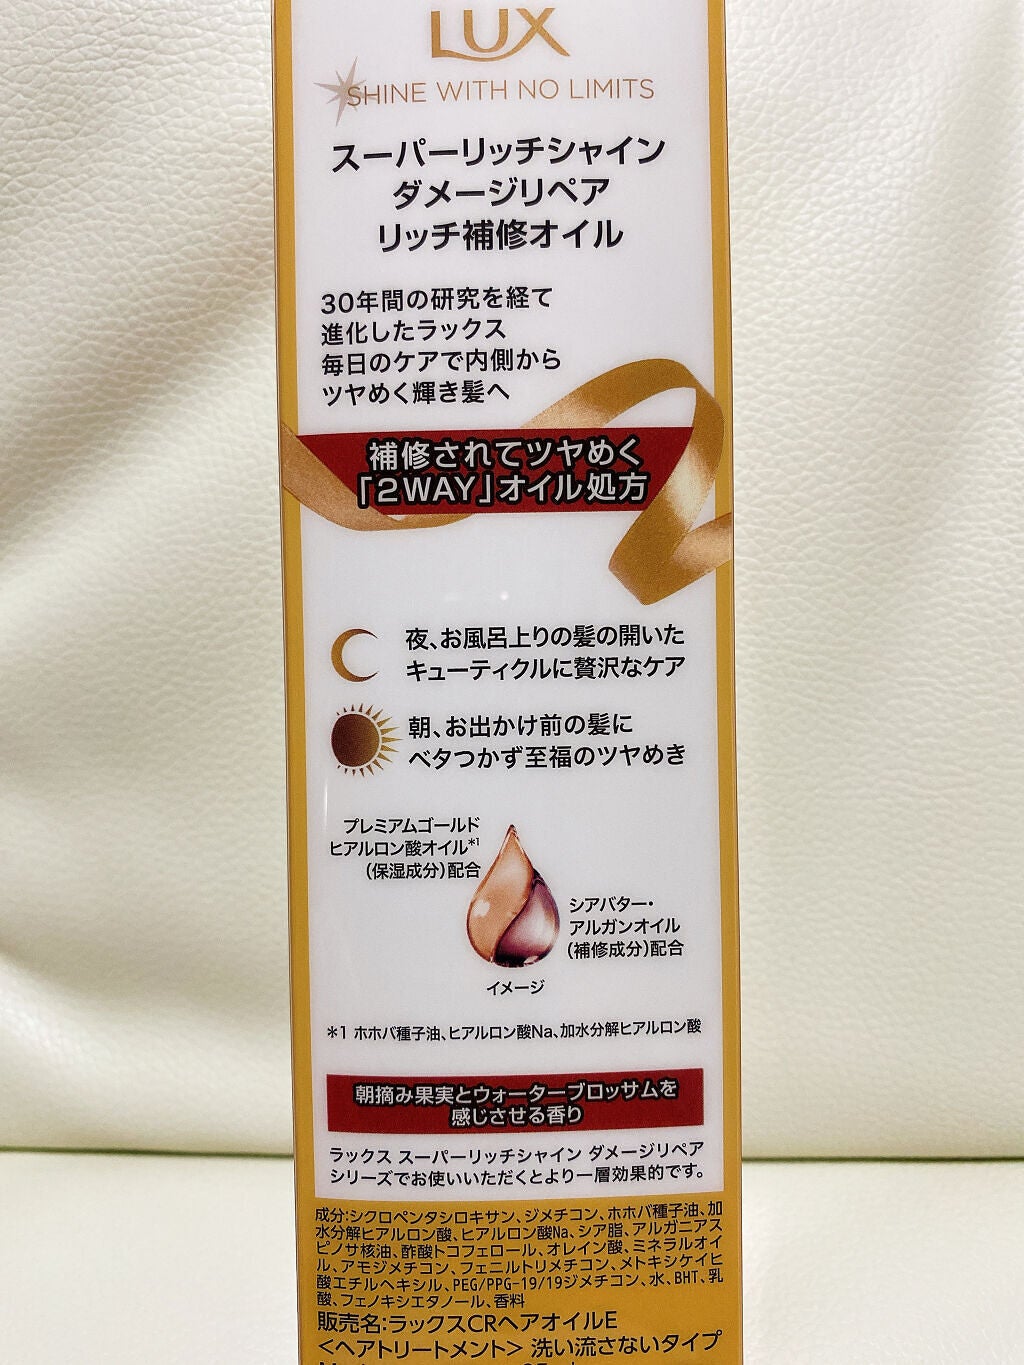 LUX
SHINE WITH NO LIMITS
スーパーリッチシャイン
ダメージリペア
リッチ補修オイル
30年間の研究を経て
進化したラックス
毎日のケアで内側から
ツヤめく輝き髪へ
補修されてツヤめく
「2WAY」オイル処方
夜、お風呂上りの髪の開いた
キューティクルに贅沢なケア
朝、お出かけ前の髪に
ベタつかず至福のツヤめき
プレミアムゴールド
ヒアルロン酸オイル*1
(保湿成分)配合
シアバター・
アルガンオイル
(補修成分)配合
イメージ
*1 ホホバ種子油、ヒアルロン酸Na、加水分解ヒアルロン酸
朝摘み果実とウォーターブロッサムを
感じさせる香り
ラックス スーパーリッチシャイン ダメージリペア
シリーズでお使いいただくとより一層効果的です。
成分:シクロペンタシロキサン、ジメチコン、ホホバ種子油、加
水分解ヒアルロン酸、ヒアルロン酸Na、シア脂、アルガニアス
ピノサ核油、酢酸トコフェロール、オレイン酸、ミネラルオイ
ル、アモジメチコン、フェニルトリメチコン、メトキシケイヒ
酸エチルヘキシル、PEG/PPG-19/19ジメチコン、水、BHT、乳
酸、フェノキシエタノール、香料
販売名:ラックスCRヘアオイルE
<ヘアトリートメント> 洗い流さないタイプ